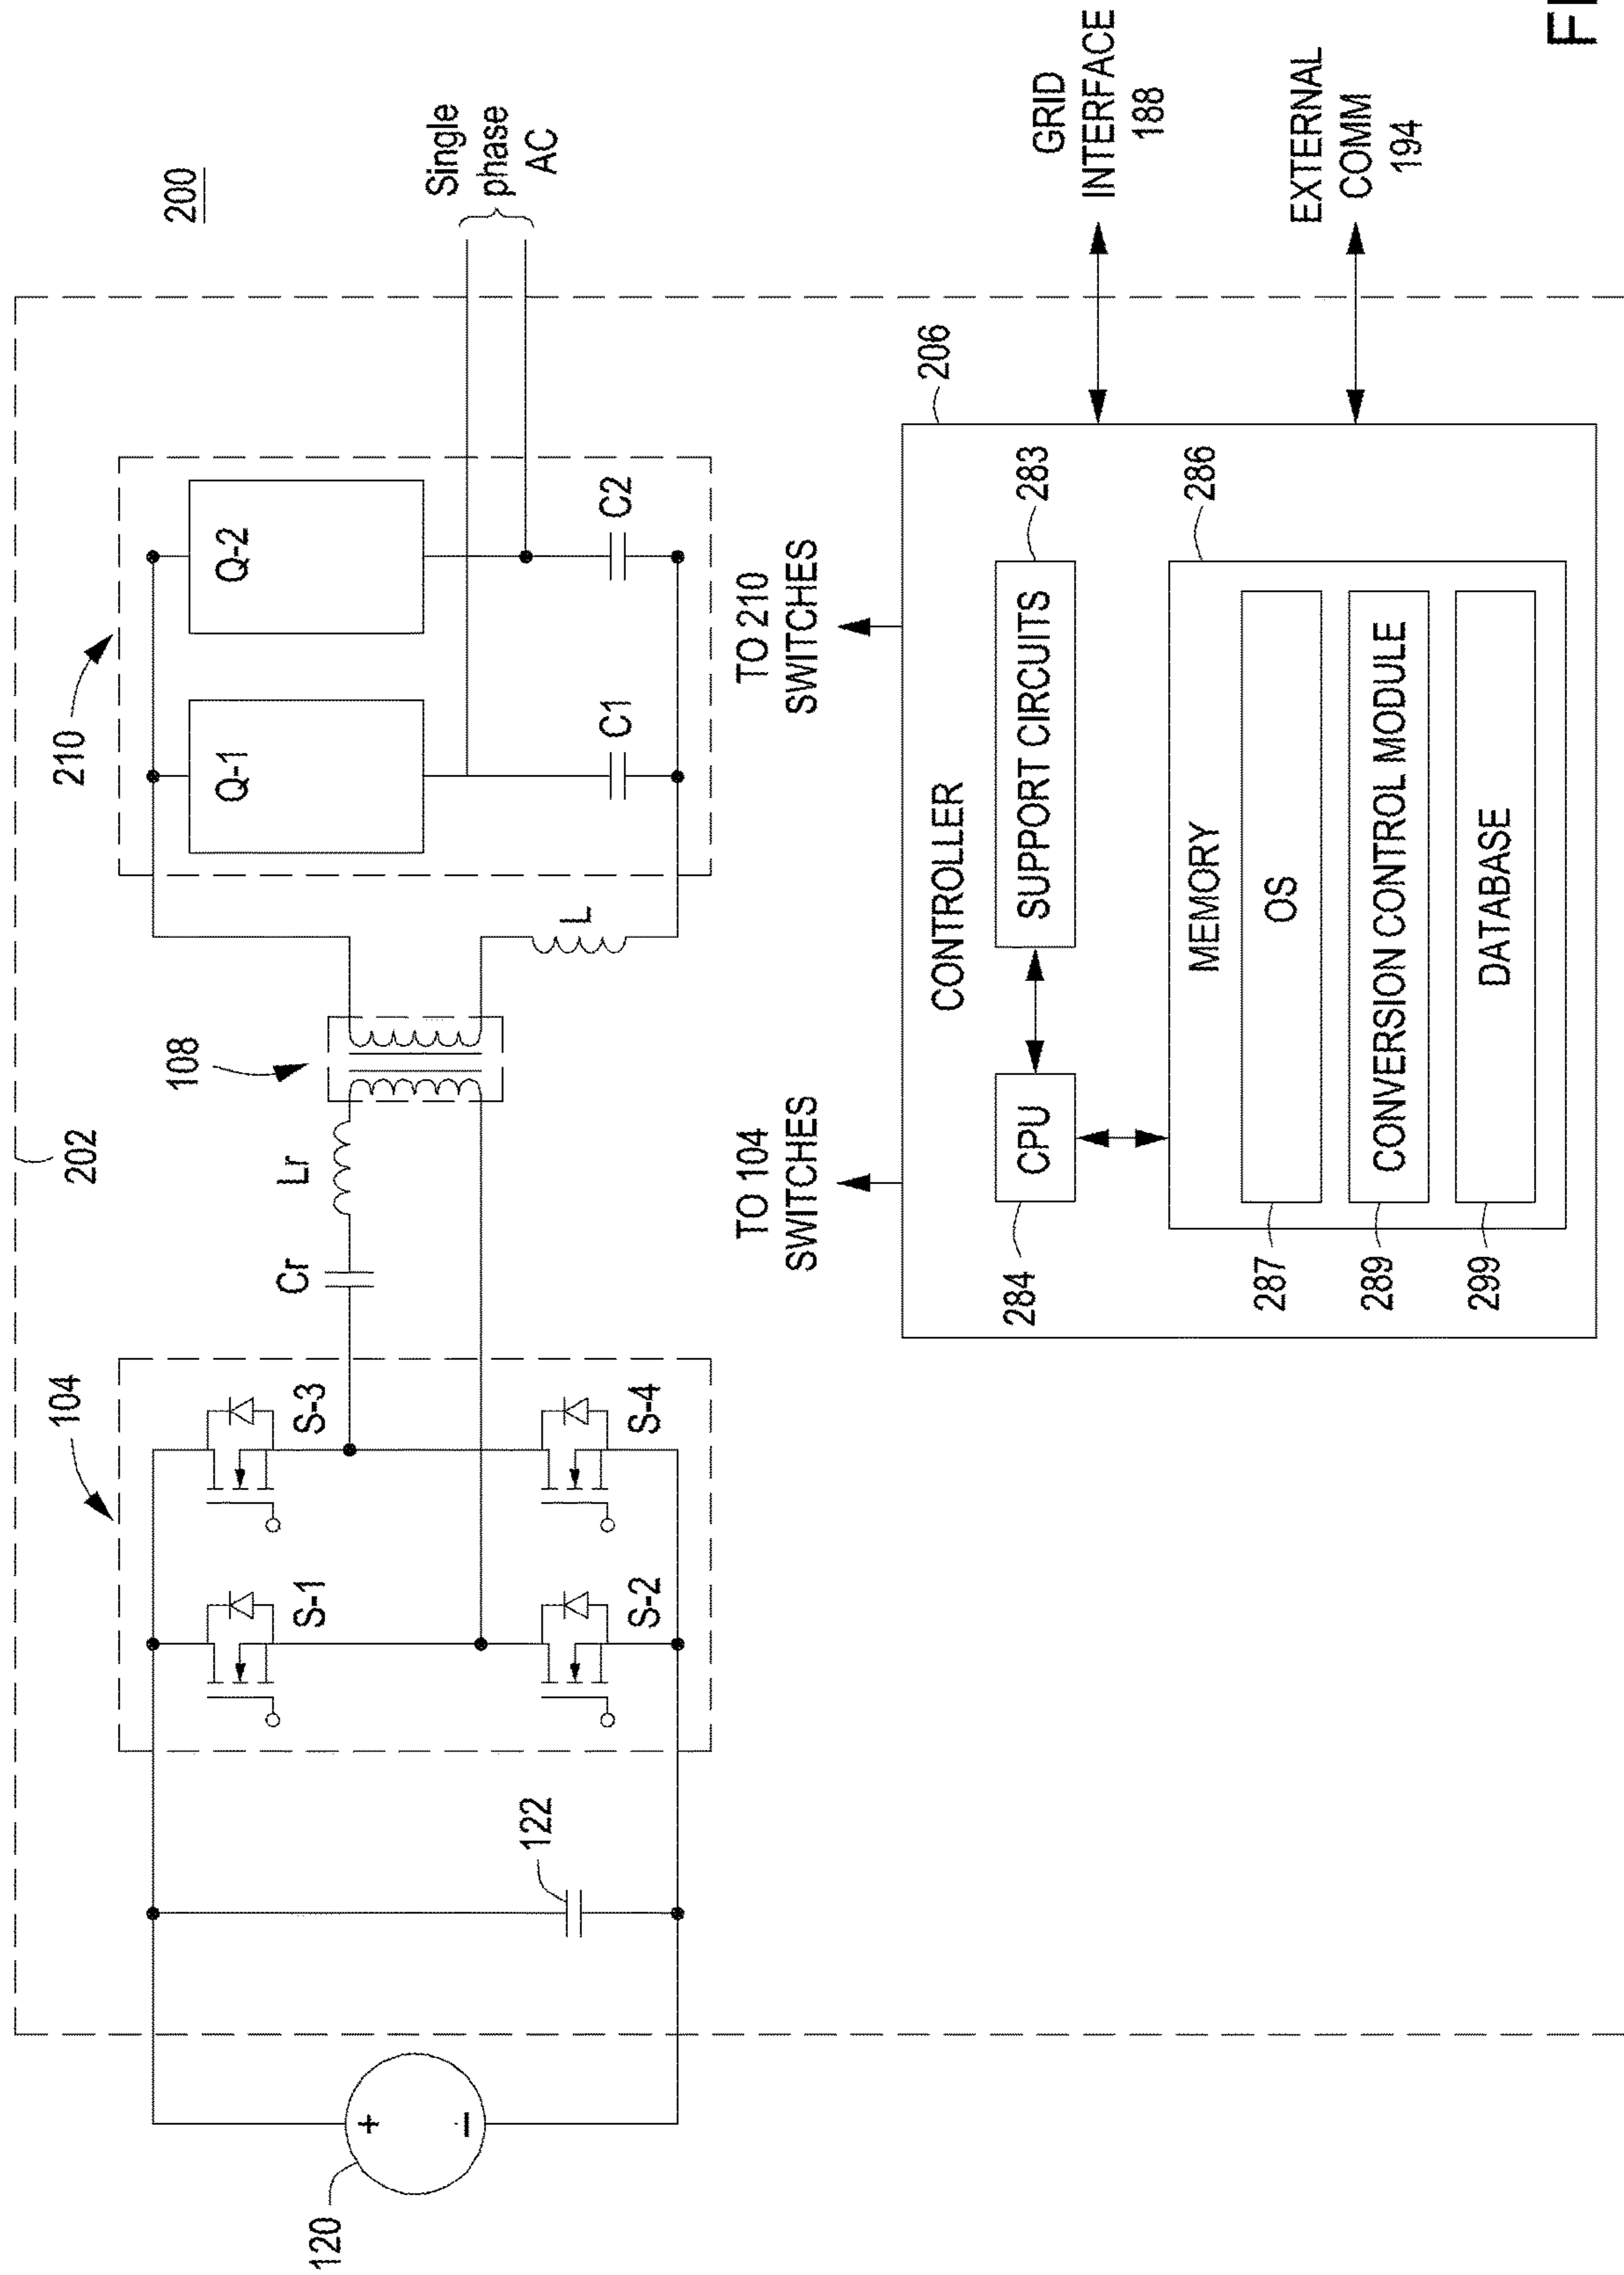 200
202
104
108
210
S-1
S-2
S-3
S-4
Cr
Lr
L
Q-1
Q-2
C1
C2
Single
phase
AC
120
+
−
122
TO 104
SWITCHES
TO 210
SWITCHES
206
CONTROLLER
CPU
284
SUPPORT CIRCUITS
283
MEMORY
286
OS
287
CONVERSION CONTROL MODULE
289
DATABASE
299
GRID
INTERFACE
188
EXTERNAL
COMM
194